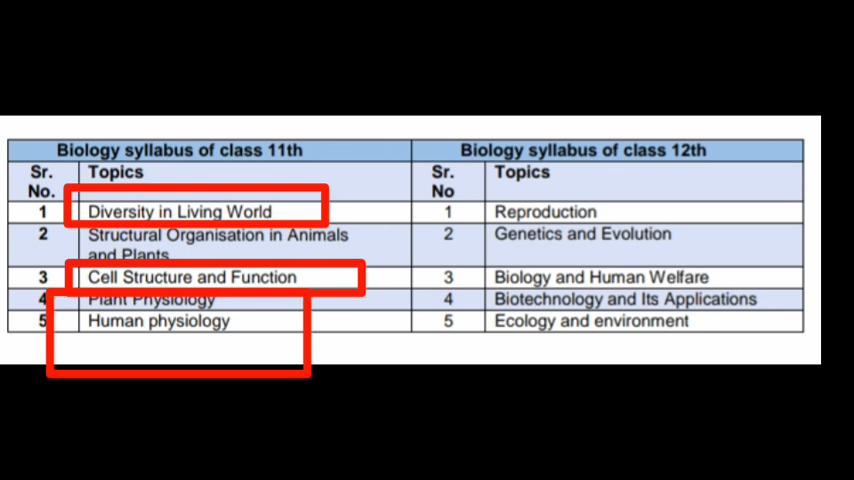 Biology syllabus of class 11th Biology syllabus of class 12th
Sr. No. Topics Sr. No Topics
1 Diversity in Living World 1 Reproduction
2 Structural Organisation in Animals and Plants 2 Genetics and Evolution
3 Cell Structure and Function 3 Biology and Human Welfare
4 Plant Physiology 4 Biotechnology and Its Applications
5 Human physiology 5 Ecology and environment